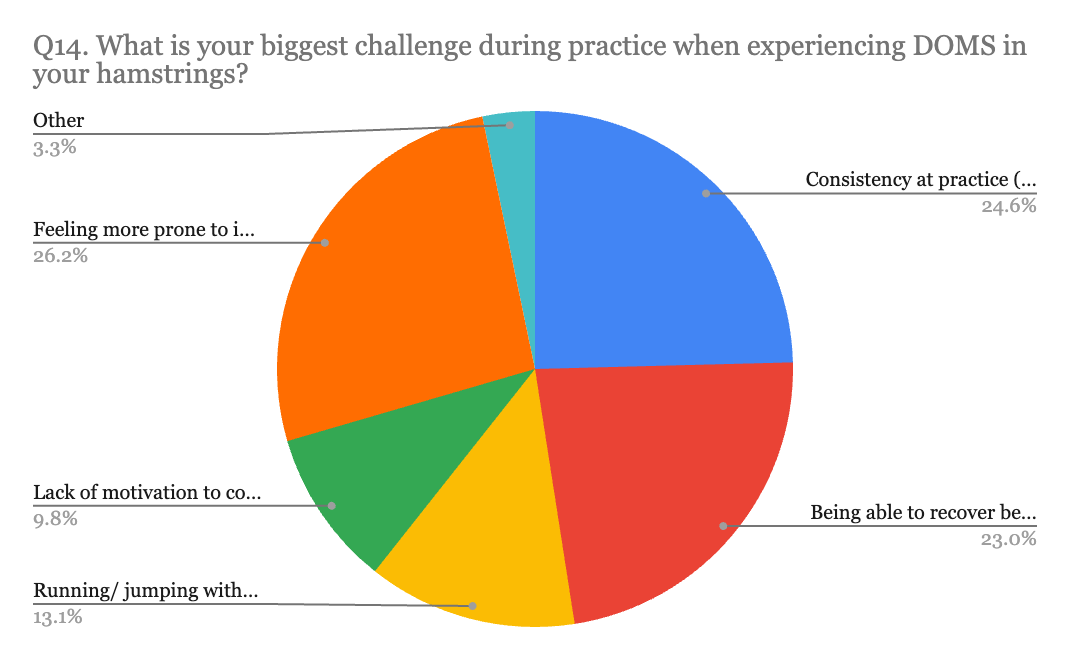 Q14. What is your biggest challenge during practice when experiencing DOMS in
your hamstrings?
Other
3.3%
Consistency at practice (...
24.6%
Feeling more prone to i...
26.2%
Lack of motivation to co...
9.8%
Being able to recover be...
23.0%
Running/ jumping with...
13.1%